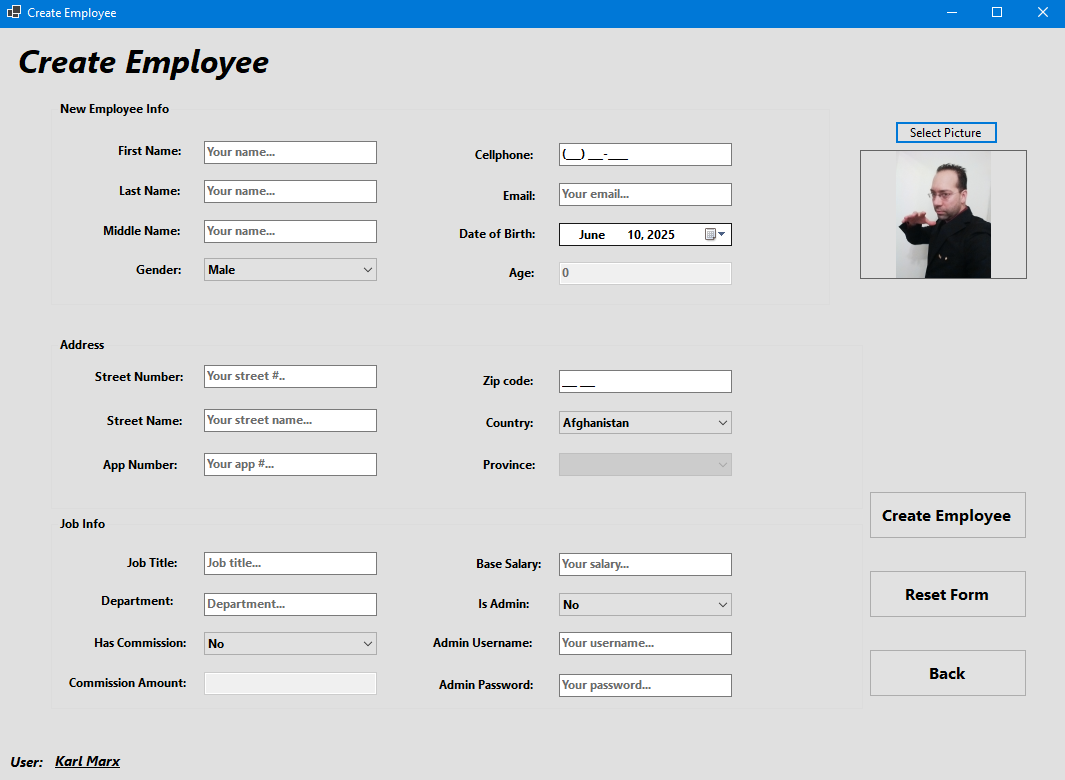 Create Employee
Create Employee
New Employee Info
First Name: Your name...
Cellphone: (__) __-___
Select Picture
Last Name: Your name...
Email: Your email...
Middle Name: Your name...
Date of Birth: June 10, 2025
Gender: Male
Age: 0
Address
Street Number: Your street #..
Zip code: ___ ___
Street Name: Your street name...
Country: Afghanistan
App Number: Your app #...
Province:
Create Employee
Job Info
Job Title: Job title...
Base Salary: Your salary...
Department: Department...
Is Admin: No
Reset Form
Has Commission: No
Admin Username: Your username...
Commission Amount:
Admin Password: Your password...
Back
User: Karl Marx